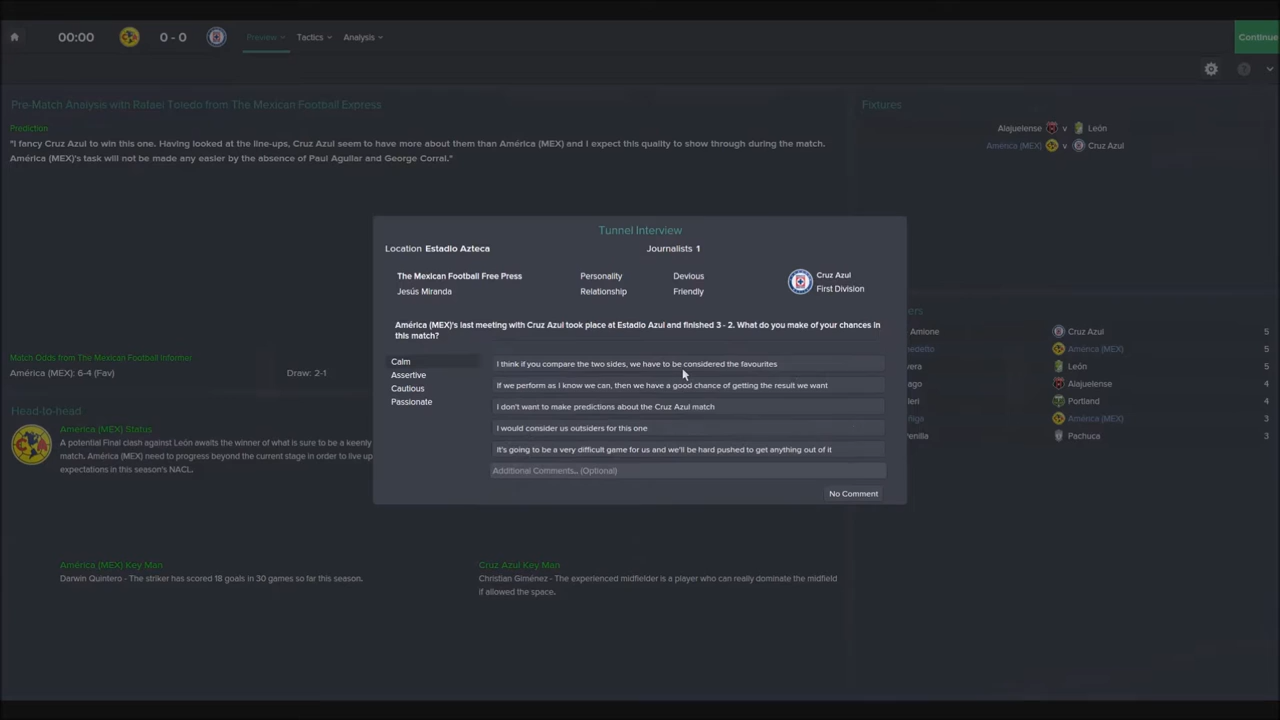 00:00
0 - 0
Preview
Tactics
Analysis
Continue
Pre-Match Analysis with Rafael Toledo from The Mexican Football Express
Prediction
"I fancy Cruz Azul to win this one. Having looked at the line-ups, Cruz Azul seem to have more about them than América (MEX) and I expect this quality to show through during the match.
América (MEX)'s task will not be made any easier by the absence of Paul Aguilar and George Corral."
Fixtures
Alajuelense v León
América (MEX) v Cruz Azul
Tunnel Interview
Location Estadio Azteca
Journalists 1
The Mexican Football Free Press
Personality
Devious
Cruz Azul
Jesús Miranda
Relationship
Friendly
First Division
América (MEX)'s last meeting with Cruz Azul took place at Estadio Azul and finished 3 - 2. What do you make of your chances in
this match?
Calm
Assertive
Cautious
Passionate
I think if you compare the two sides, we have to be considered the favourites
If we perform as I know we can, then we have a good chance of getting the result we want
I don't want to make predictions about the Cruz Azul match
I would consider us outsiders for this one
It's going to be a very difficult game for us and we'll be hard pushed to get anything out of it
Additional Comments.. (Optional)
No Comment
Amione Cruz Azul 5
América (MEX) 5
León 5
Alajuelense 4
Portland 4
América (MEX) 3
Pachuca 3
Match Odds from The Mexican Football Informer
América (MEX): 6-4 (Fav)
Draw: 2-1
Head-to-head
America (MEX) Status
A potential Final clash against León awaits the winner of what is sure to be a keenly
match. América (MEX) need to progress beyond the current stage in order to live up
expectations in this season's NACL.
América (MEX) Key Man
Darwin Quintero - The striker has scored 18 goals in 30 games so far this season.
Cruz Azul Key Man
Christian Giménez - The experienced midfielder is a player who can really dominate the midfield
if allowed the space.